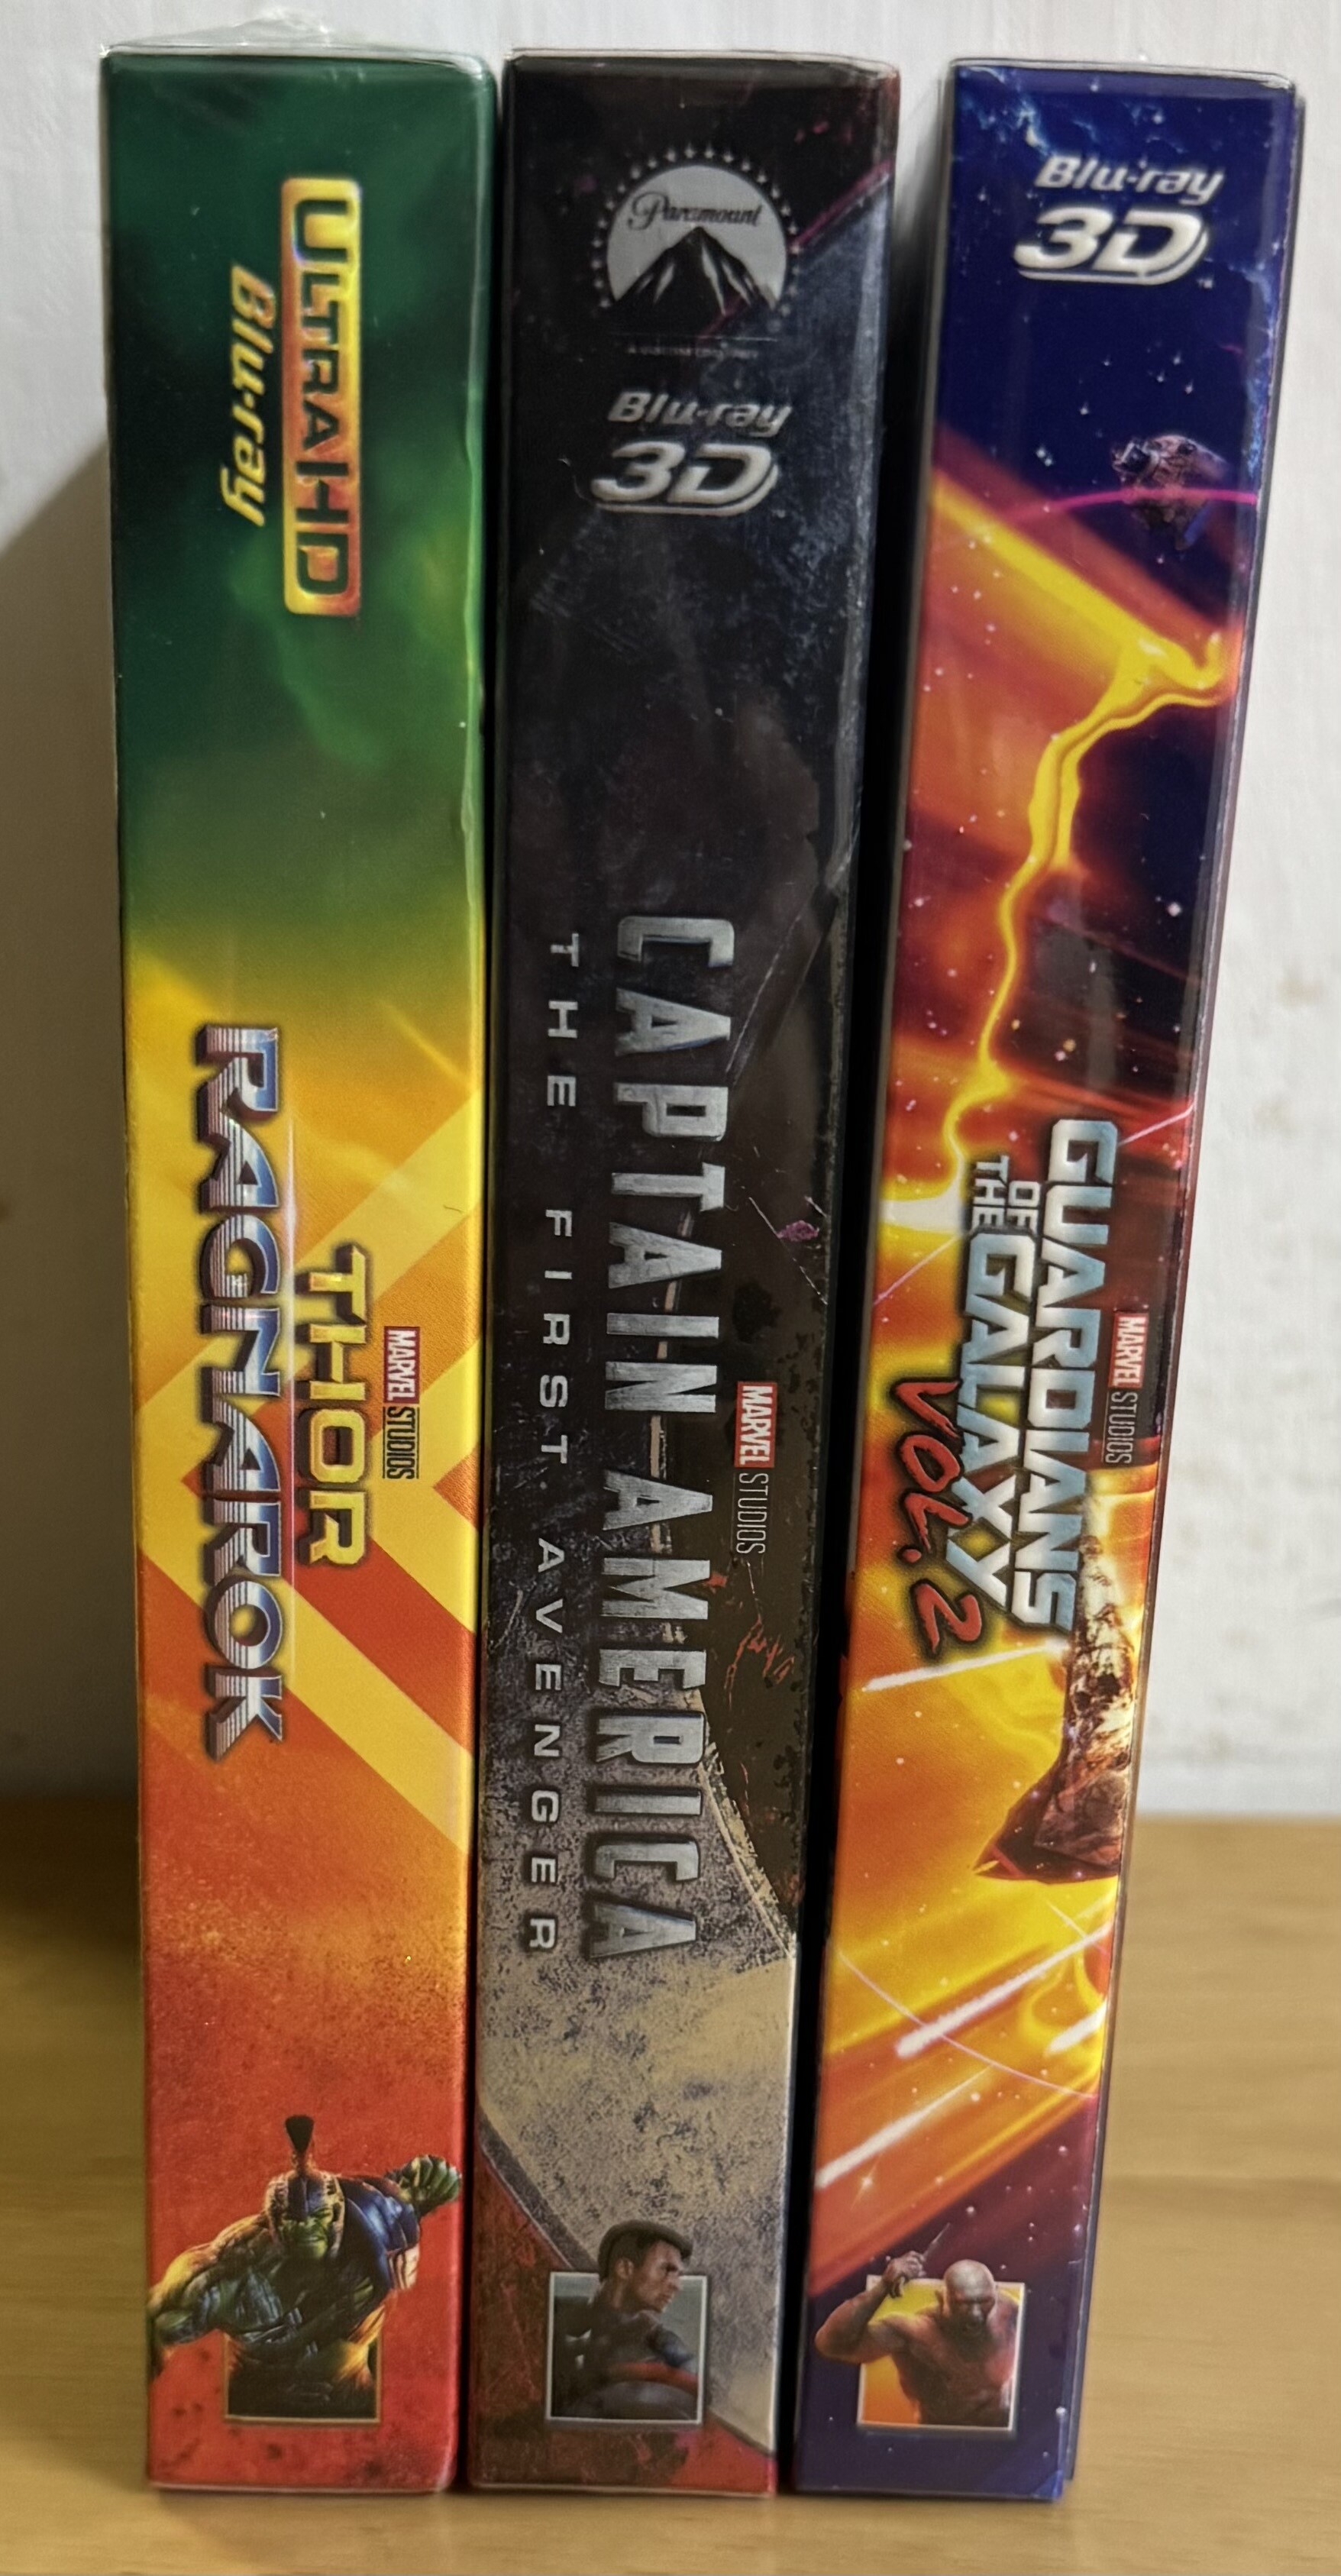 ULTRA HD
Blu-ray
MARVEL STUDIOS
THOR
RAGNAROK
Paramount
Blu-ray
3D
MARVEL STUDIOS
CAPTAIN AMERICA
THE FIRST AVENGER
Blu-ray
3D
MARVEL STUDIOS
GUARDIANS
OF THE GALAXY
VOL. 2